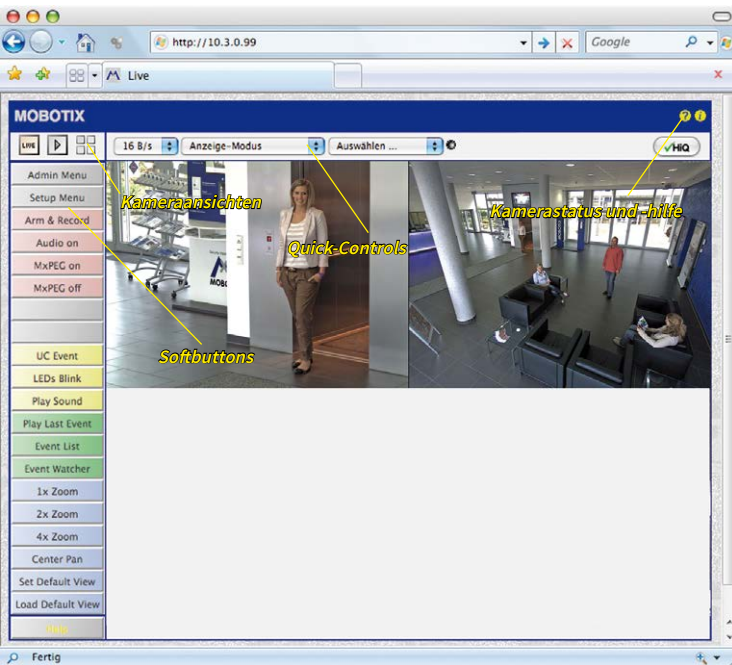 http://10.3.0.99
Google
Live
MOBOTIX
LIVE
16 B/s
Anzeige-Modus
Auswählen ...
HiQ
Admin Menu
Setup Menu
Arm & Record
Audio on
MxPEG on
MxPEG off
UC Event
LEDs Blink
Play Sound
Play Last Event
Event List
Event Watcher
1x Zoom
2x Zoom
4x Zoom
Center Pan
Set Default View
Load Default View
Kameraansichten
Quick-Controls
Kamerastatus und -hilfe
Softbuttons
MOBO
Fertig